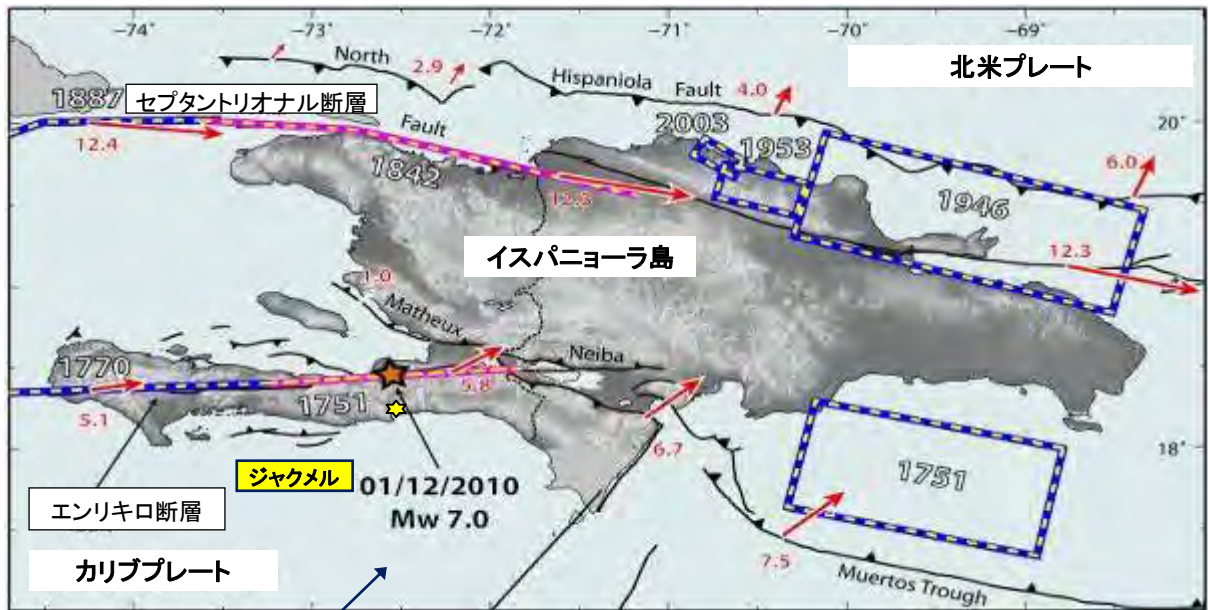 -74
-73
-72
-71
-70
-69
North
2.9
Hispaniola
Fault
4.0
北米プレート
1887
セプタントリオナル断層
Fault
12.4
2003
1953
20°
6.0
1842
12.5
1946
イスパニョーラ島
12.3
1.0
Matheux
Neiba
1770
5.8
5.1
1751
6.7
18°
ジャクメル
01/12/2010
Mw 7.0
1751
エンリキロ断層
カリブプレート
7.5
Muertos Trough